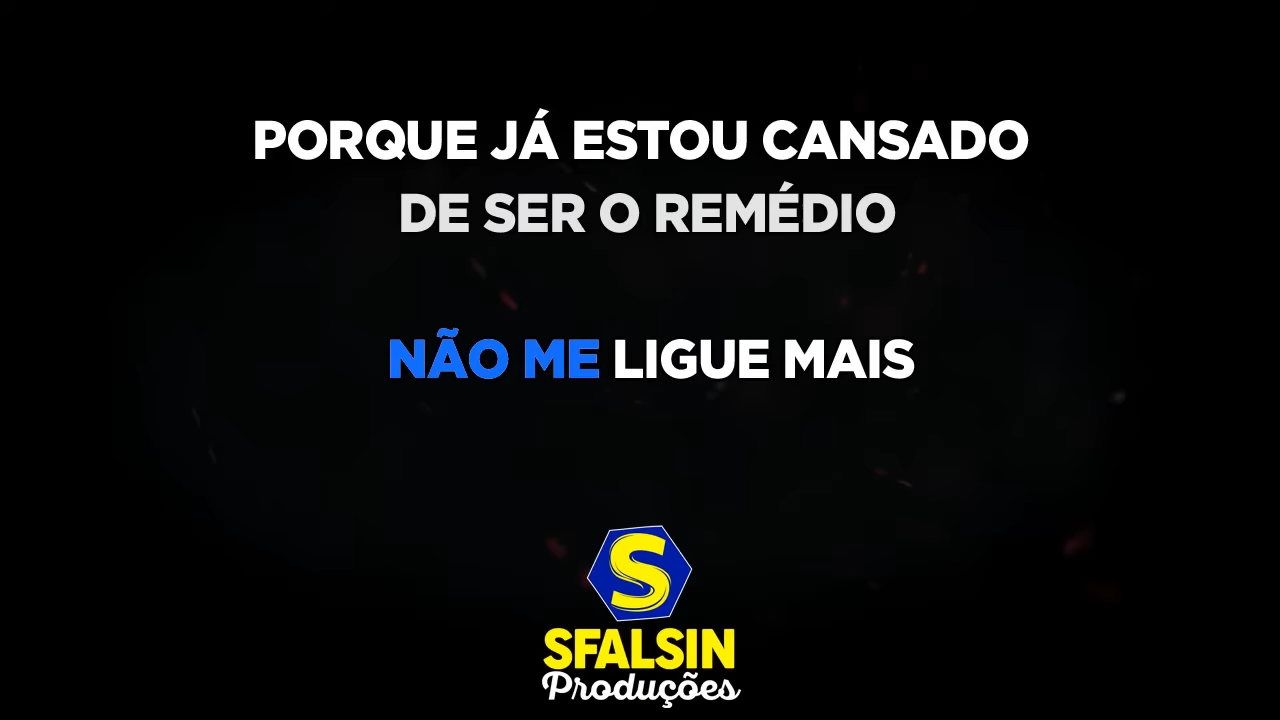 PORQUE JÁ ESTOU CANSADO
DE SER O REMÉDIO
NÃO ME LIGUE MAIS
S
SFALSIN
Produções